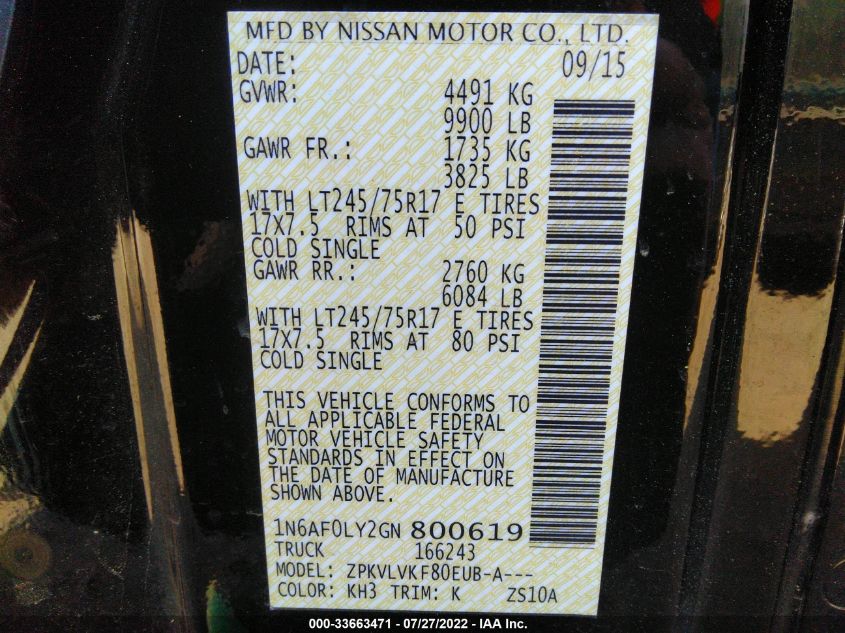 MFD BY NISSAN MOTOR CO., LTD.
DATE: 09/15
GVWR: 4491 KG
9900 LB
GAWR FR.: 1735 KG
3825 LB
WITH LT245/75R17 E TIRES
17X7.5 RIMS AT 50 PSI
COLD SINGLE
GAWR RR.: 2760 KG
6084 LB
WITH LT245/75R17 E TIRES
17X7.5 RIMS AT 80 PSI
COLD SINGLE
THIS VEHICLE CONFORMS TO
ALL APPLICABLE FEDERAL
MOTOR VEHICLE SAFETY
STANDARDS IN EFFECT ON
THE DATE OF MANUFACTURE
SHOWN ABOVE.
1N6AF0LY2GN 800619
TRUCK 166243
MODEL: ZPKVLVKF80EUB-A---
COLOR: KH3 TRIM: K ZS10A
000-33663471 - 07/27/2022 - IAA Inc.